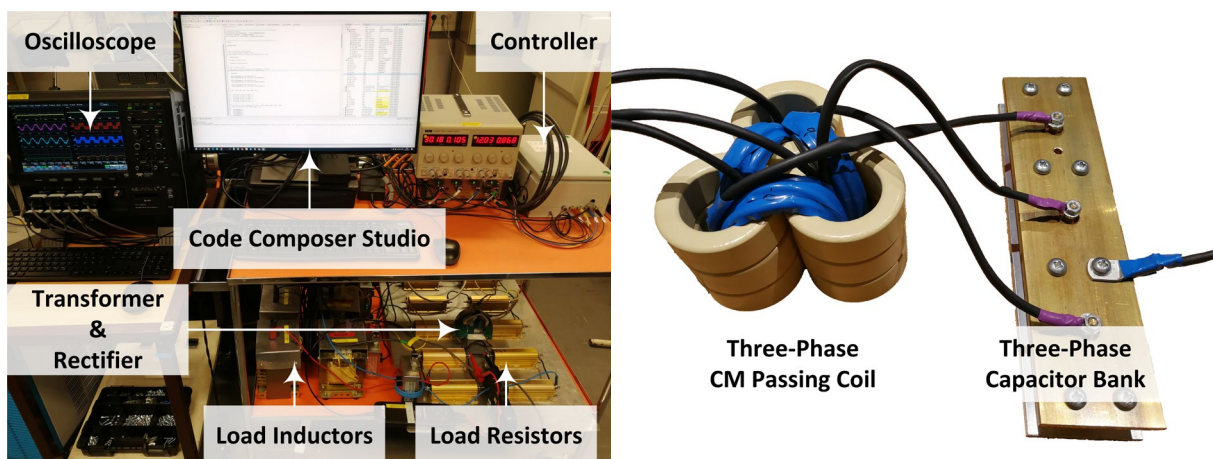 Oscilloscope
Controller
Code Composer Studio
Transformer
&
Rectifier
Load Inductors
Load Resistors
Three-Phase
CM Passing Coil
Three-Phase
Capacitor Bank